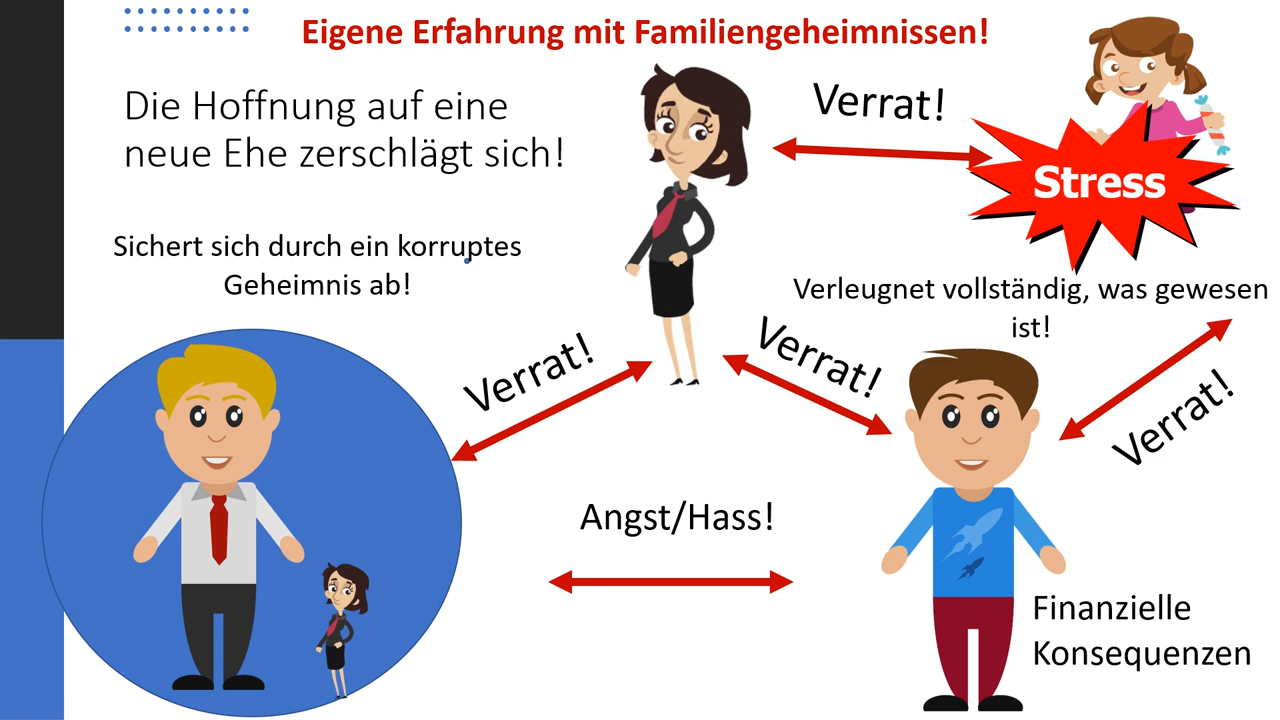 Eigene Erfahrung mit Familiengeheimnissen!
Die Hoffnung auf eine
neue Ehe zerschlägt sich!
Verrat!
Stress
Sichert sich durch ein korruptes
Geheimnis ab!
Verleugnet vollständig, was gewesen
ist!
Verrat!
Verrat!
Verrat!
Angst/Hass!
Finanzielle
Konsequenzen